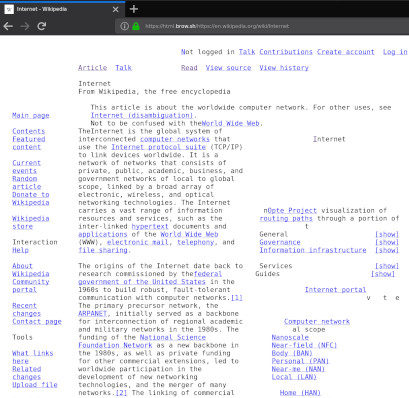 Internet - Wikipedia
https://html.brow.sh/https://en.wikipedia.org/wiki/Internet
Not logged in Talk Contributions Create account Log in
Article Talk Read View source View history
Internet
From Wikipedia, the free encyclopedia
This article is about the worldwide computer network. For other uses, see
Main page Internet (disambiguation).
Not to be confused with theWorld Wide Web.
Contents TheInternet is the global system of
Featured interconnected computer networks that Internet
content use the Internet protocol suite (TCP/IP)
to link devices worldwide. It is a
Current network of networks that consists of
events private, public, academic, business, and
Random government networks of local to global
article scope, linked by a broad array of
Donate to electronic, wireless, and optical
Wikipedia networking technologies. The Internet
carries a vast range of information nOpte Project visualization of
Wikipedia resources and services, such as the routing paths through a portion of
store inter-linked hypertext documents and t
applications of the World Wide Web General [show]
Interaction (WWW), electronic mail, telephony, and Governance [show]
Help file sharing. Information infrastructure [show]
About The origins of the Internet date back to Services [show]
Wikipedia research commissioned by thefederal Guides [show]
Community government of the United States in the
portal 1960s to build robust, fault-tolerant Internet portal
communication with computer networks.[1] v t e
Recent The primary precursor network, the
changes ARPANET, initially served as a backbone
Contact page for interconnection of regional academic Computer network
and military networks in the 1980s. The al scope
Tools funding of the National Science Nanoscale
Foundation Network as a new backbone in Near-field (NFC)
What links the 1980s, as well as private funding Body (BAN)
here for other commercial extensions, led to Personal (PAN)
Related worldwide participation in the Near-me (NAN)
changes development of new networking Local (LAN)
Upload file technologies, and the merger of many
networks.[2] The linking of commercial Home (HAN)